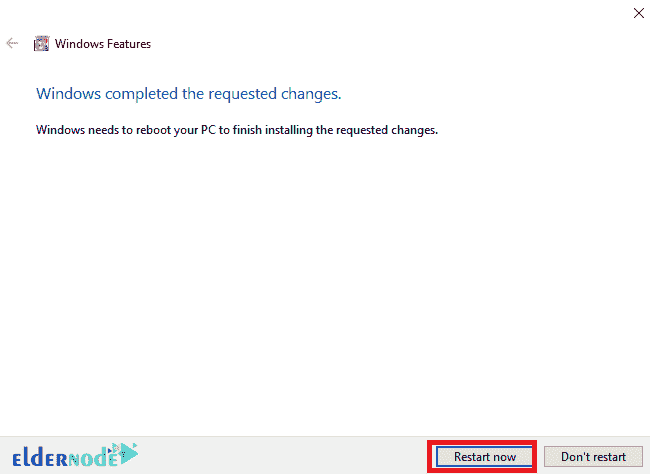 Windows Features
Windows completed the requested changes.
Windows needs to reboot your PC to finish installing the requested changes.
ELDERNODE
Restart now
Don't restart